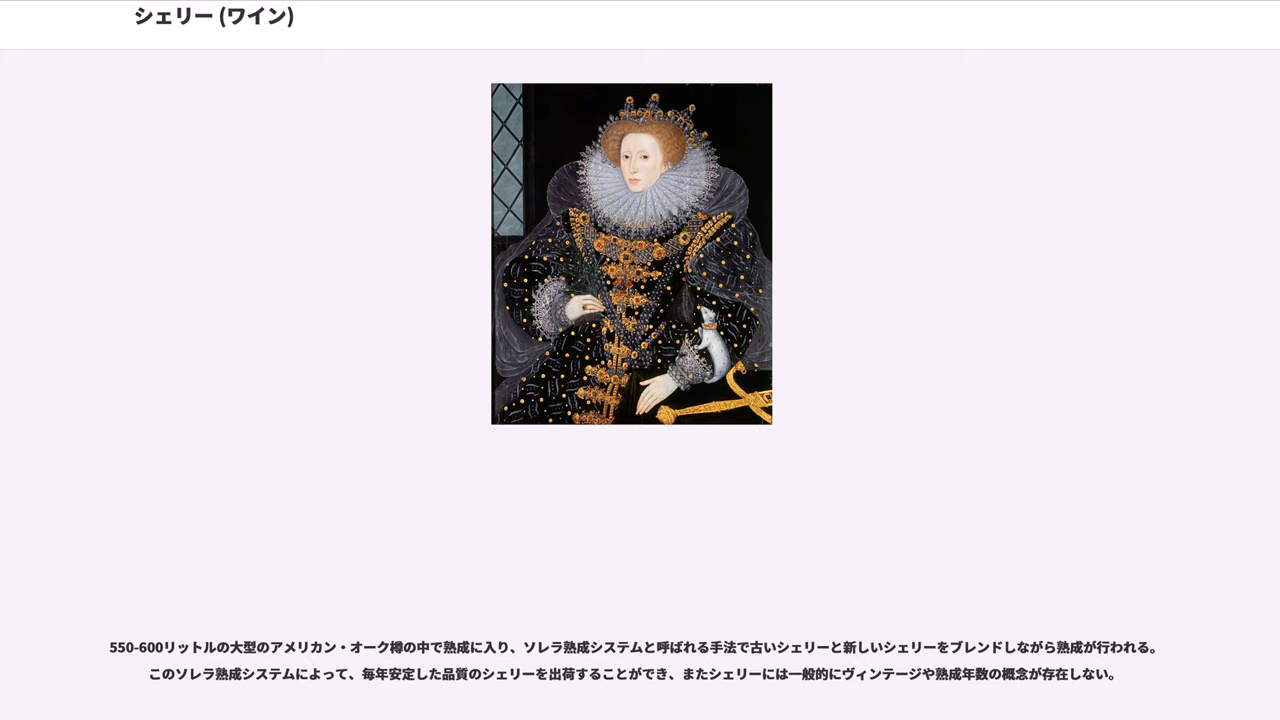 シェリー (ワイン)
550-600リットルの大型のアメリカン・オーク樽の中で熟成に入り、ソレラ熟成システムと呼ばれる手法で古いシェリーと新しいシェリーをブレンドしながら熟成が行われる。
このソレラ熟成システムによって、毎年安定した品質のシェリーを出荷することができ、またシェリーには一般的にヴィンテージや熟成年数の概念が存在しない。